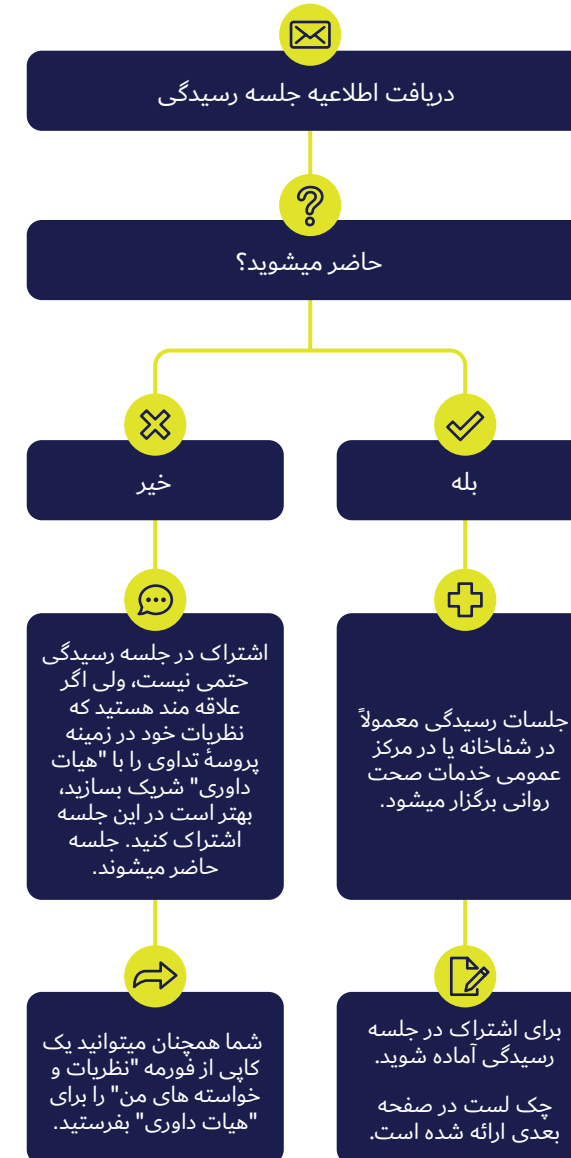 دریافت اطلاعیه جلسه رسیدگی
حاضر میشوید؟
بله
جلسات رسیدگی معمولاً
در شفاخانه یا در مرکز
عمومی خدمات صحت
روانی برگزار میشود.
برای اشتراک در جلسه
رسیدگی آماده شوید.
چک لست در صفحه
بعدی ارائه شده است.
خیر
اشتراک در جلسه رسیدگی
حتمی نیست، ولی اگر
علاقه مند هستید که
نظریات خود در زمینه
پروسهٔ تداوی را با "هیات
داوری" شریک بسازید،
بهتر است در این جلسه
اشتراک کنید. جلسه
حاضر میشوند.
شما همچنان میتوانید یک
کاپی از فورمه "نظریات و
خواسته های من" را برای
"هیات داوری" بفرستید.